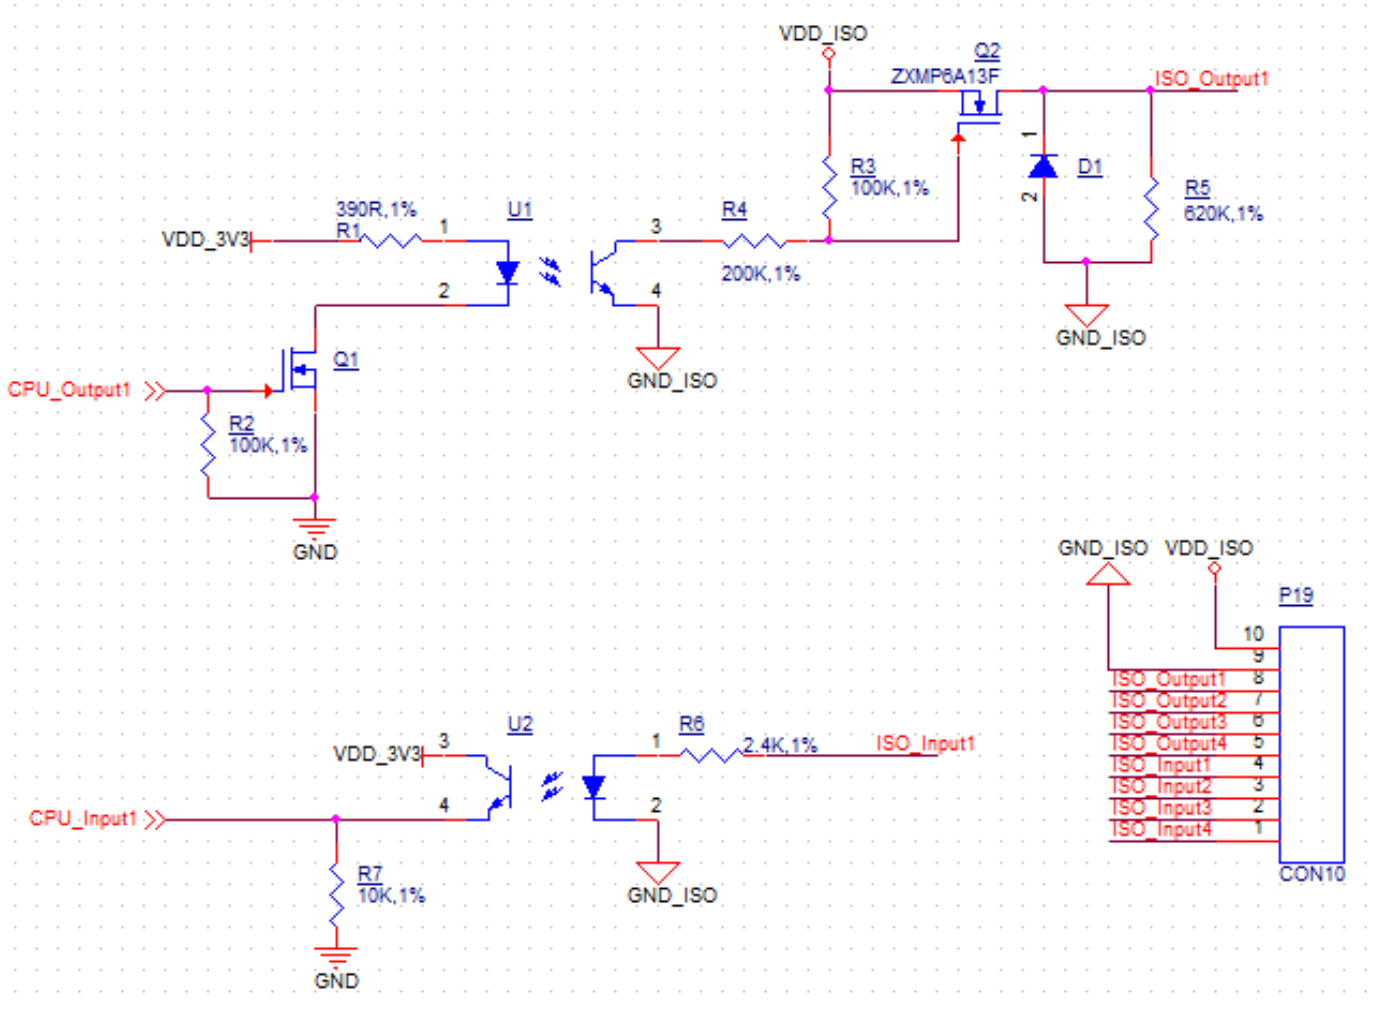 VDD_ISO
Q2
ZXMP6A13F
ISO_Output1
1
D1
2
R3
100K,1%
R5
620K,1%
390R,1%
R1
VDD_3V3
1
U1
2
3
4
R4
200K,1%
GND_ISO
GND_ISO
CPU_Output1
Q1
R2
100K,1%
GND
GND_ISO
VDD_ISO
P19
10
9
ISO_Output1 8
ISO_Output2 7
ISO_Output3 6
ISO_Output4 5
ISO_Input1 4
ISO_Input2 3
ISO_Input3 2
ISO_Input4 1
CON10
U2
VDD_3V3
3
4
1
2
R6
2.4K,1%
ISO_Input1
CPU_Input1
R7
10K,1%
GND_ISO
GND